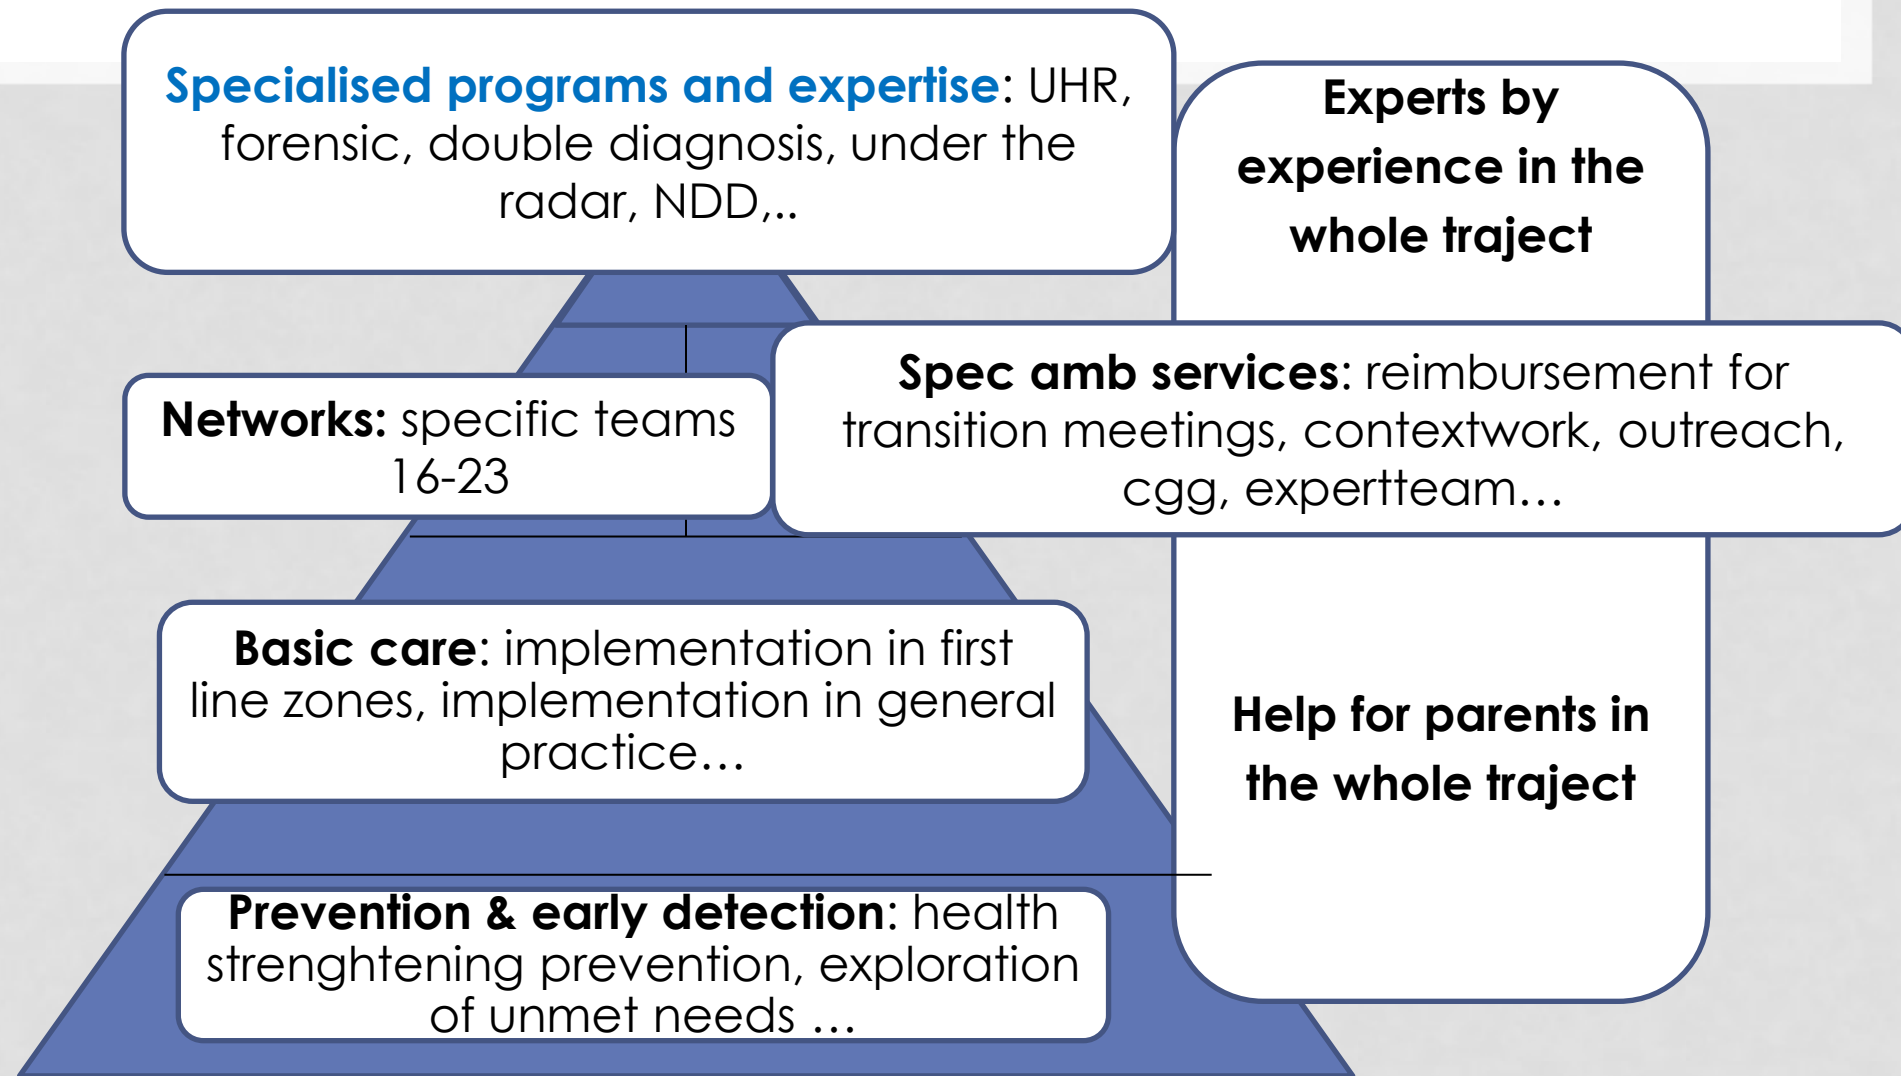 Specialised programs and expertise: UHR,
forensic, double diagnosis, under the
radar, NDD,..
Experts by
experience in the
whole traject
Networks: specific teams
16-23
Spec amb services: reimbursement for
transition meetings, contextwork, outreach,
cgg, expertteam…
Basic care: implementation in first
line zones, implementation in general
practice…
Help for parents in
the whole traject
Prevention & early detection: health
strenghtening prevention, exploration
of unmet needs …